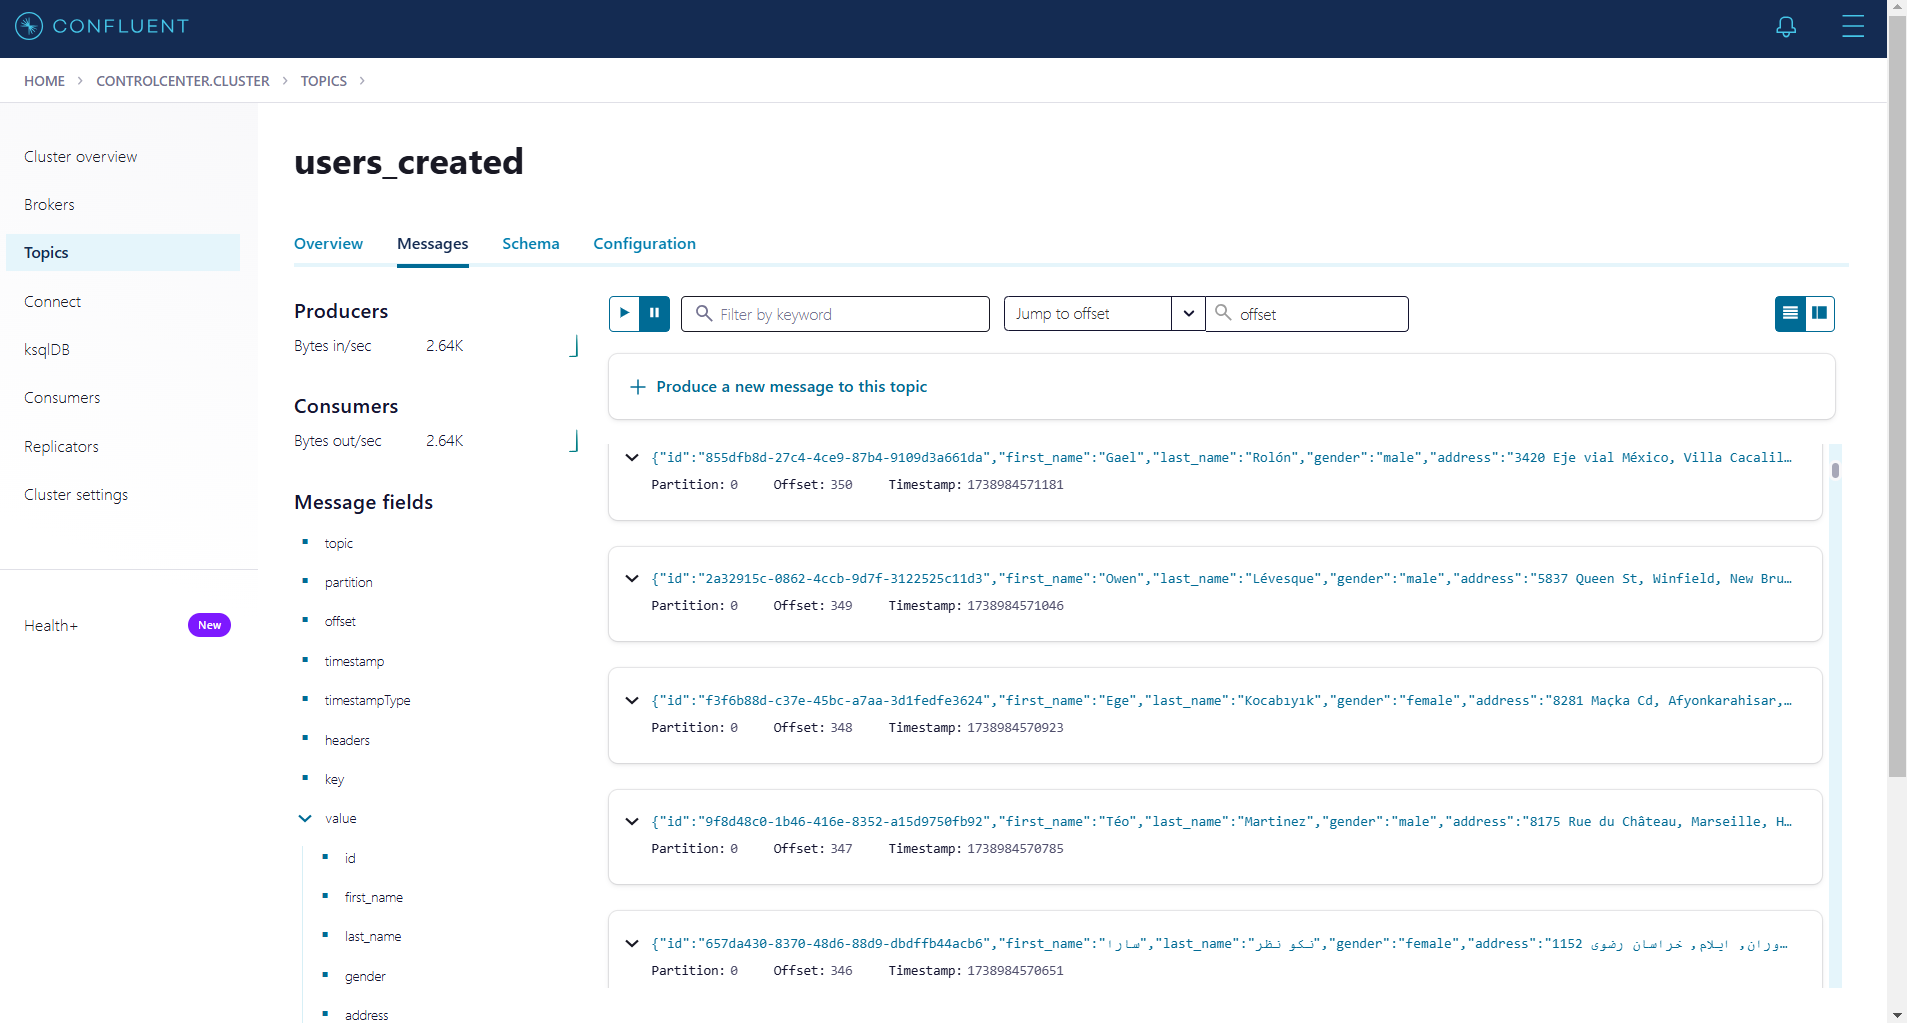 CONFLUENT
HOME > CONTROLCENTER.CLUSTER > TOPICS >
Cluster overview
Brokers
Topics
Connect
ksqlDB
Consumers
Replicators
Cluster settings
Health+ New
users_created
Overview Messages Schema Configuration
Producers
Bytes in/sec 2.64K
Consumers
Bytes out/sec 2.64K
Message fields
topic
partition
offset
timestamp
timestampType
headers
key
value
id
first_name
last_name
gender
address
Filter by keyword Jump to offset offset
Produce a new message to this topic
{"id":"855dfb8d-27c4-4ce9-87b4-9109d3a661da","first_name":"Gael","last_name":"Rolón","gender":"male","address":"3420 Eje vial México, Villa Cacalil...
Partition: 0 Offset: 350 Timestamp: 1738984571181
{"id":"2a32915c-0862-4ccb-9d7f-3122525c11d3","first_name":"Owen","last_name":"Lévesque","gender":"male","address":"5837 Queen St, Winfield, New Bru...
Partition: 0 Offset: 349 Timestamp: 1738984571046
{"id":"f3f6b88d-c37e-45bc-a7aa-3d1fedfe3624","first_name":"Ege","last_name":"Kocabıyık","gender":"female","address":"8281 Maçka Cd, Afyonkarahisar,...
Partition: 0 Offset: 348 Timestamp: 1738984570923
{"id":"9f8d48c0-1b46-416e-8352-a15d9750fb92","first_name":"Téo","last_name":"Martinez","gender":"male","address":"8175 Rue du Château, Marseille, H...
Partition: 0 Offset: 347 Timestamp: 1738984570785
{"id":"657da430-8370-48d6-88d9-dbdffb44acb6","first_name":"سارا","last_name":"نكو نظر","gender":"female","address":"1152 وران, ایلام, خراسان رضوی...
Partition: 0 Offset: 346 Timestamp: 1738984570651